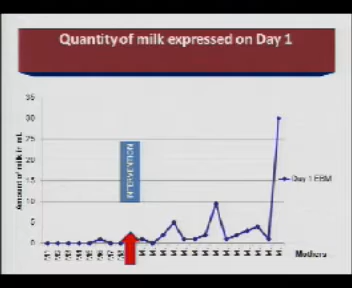 Quantity of milk expressed on Day 1
35
30
25
20
15
10
5
0
Amount of milk in mL
INTERVENTION
Day 1 EBM
Mothers